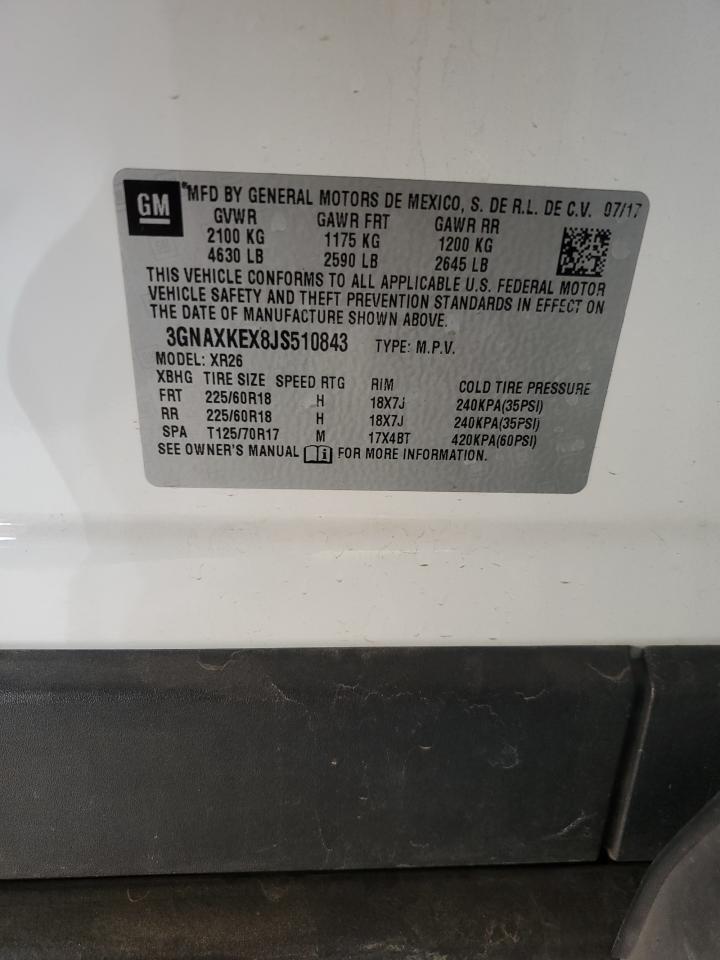 GM MFD BY GENERAL MOTORS DE MEXICO, S. DE R.L. DE C.V. 07/17
GVWR GAWR FRT GAWR RR
2100 KG 1175 KG 1200 KG
4630 LB 2590 LB 2645 LB
THIS VEHICLE CONFORMS TO ALL APPLICABLE U.S. FEDERAL MOTOR
VEHICLE SAFETY AND THEFT PREVENTION STANDARDS IN EFFECT ON
THE DATE OF MANUFACTURE SHOWN ABOVE.
3GNAXKEX8JS510843 TYPE: M.P.V.
MODEL: XR26
XBHG TIRE SIZE SPEED RTG RIM COLD TIRE PRESSURE
FRT 225/60R18 H 18X7J 240KPA(35PSI)
RR 225/60R18 H 18X7J 240KPA(35PSI)
SPA T125/70R17 M 17X4BT 420KPA(60PSI)
SEE OWNER'S MANUAL FOR MORE INFORMATION.